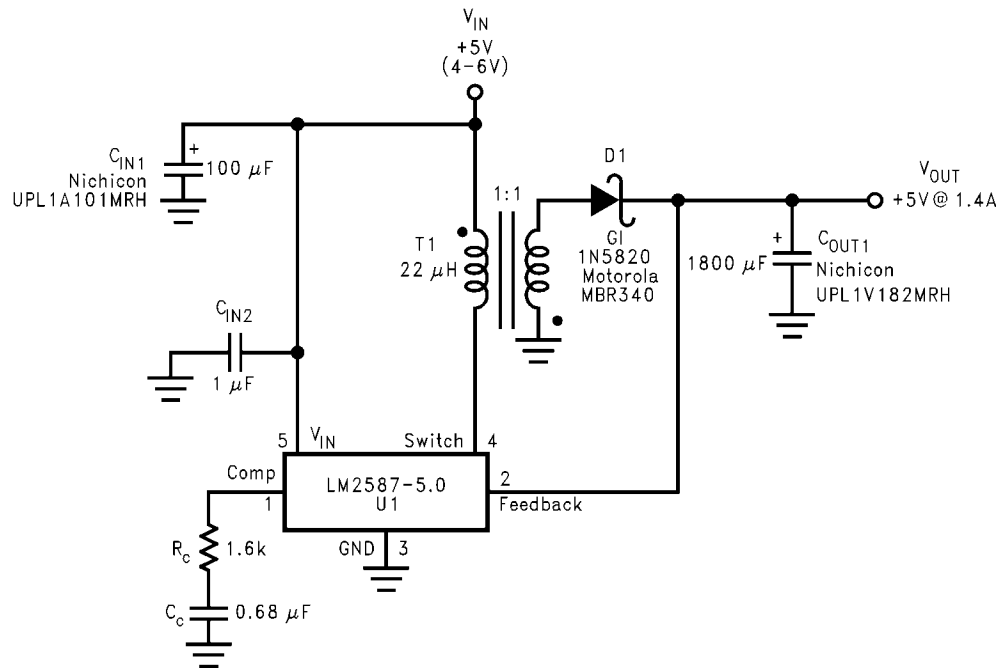 V_IN
+5V
(4-6V)
C_IN1
Nichicon
UPL1A101MRH
+
100 μF
D1
1:1
V_OUT
+5V@ 1.4A
T1
22 μH
GI
1N5820
Motorola
MBR340
+
1800 μF
C_OUT1
Nichicon
UPL1V182MRH
C_IN2
1 μF
5
V_IN
Switch
4
Comp
1
LM2587-5.0
U1
2
Feedback
GND
3
R_c
1.6k
C_c
0.68 μF